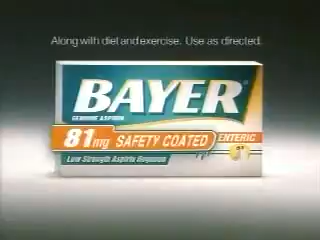 Along with diet and exercise. Use as directed.
BAYER®
GENUINE ASPIRIN
81mg SAFETY COATED
ENTERIC
Low Strength Aspirin Regimen